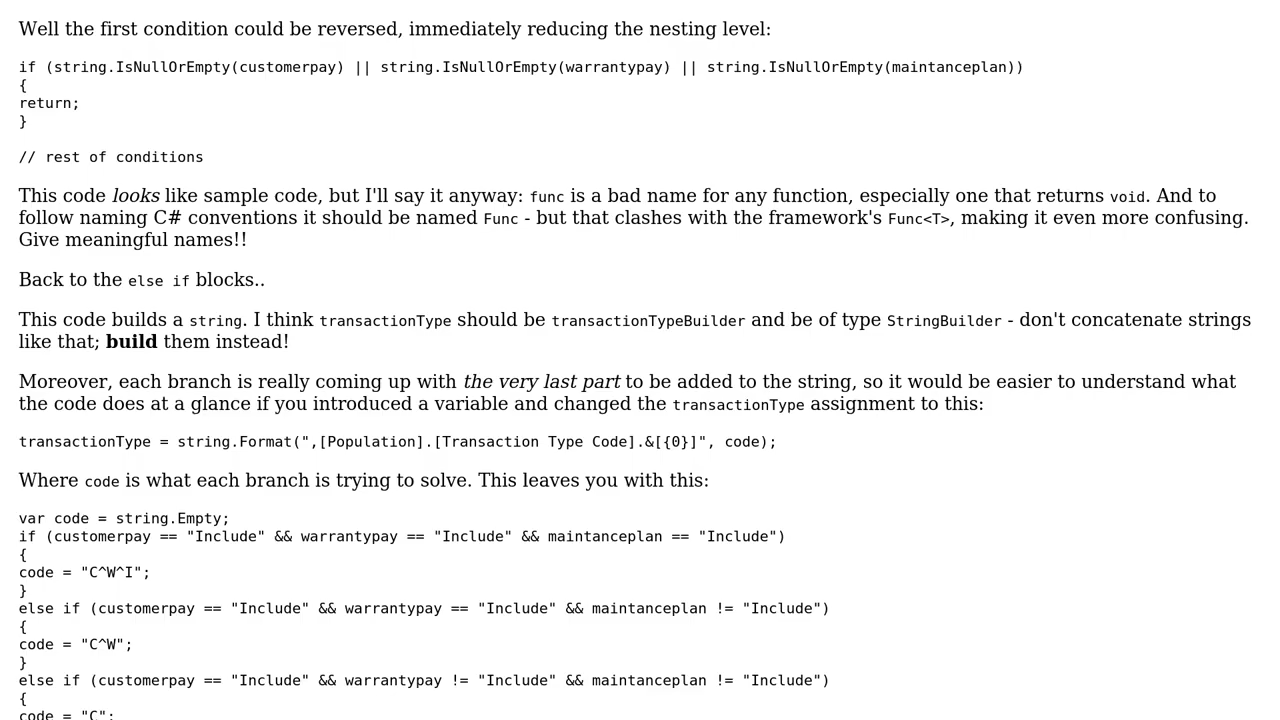 Well the first condition could be reversed, immediately reducing the nesting level:
if (string.IsNullOrEmpty(customerpay) || string.IsNullOrEmpty(warrantypay) || string.IsNullOrEmpty(maintanceplan))
{
return;
}
// rest of conditions
This code looks like sample code, but I'll say it anyway: func is a bad name for any function, especially one that returns void. And to
follow naming C# conventions it should be named Func - but that clashes with the framework's Func<T>, making it even more confusing.
Give meaningful names!!
Back to the else if blocks..
This code builds a string. I think transactionType should be transactionTypeBuilder and be of type StringBuilder - don't concatenate strings
like that; build them instead!
Moreover, each branch is really coming up with the very last part to be added to the string, so it would be easier to understand what
the code does at a glance if you introduced a variable and changed the transactionType assignment to this:
transactionType = string.Format(",[Population].[Transaction Type Code].&[{0}]", code);
Where code is what each branch is trying to solve. This leaves you with this:
var code = string.Empty;
if (customerpay == "Include" && warrantypay == "Include" && maintanceplan == "Include")
{
code = "C^W^I";
}
else if (customerpay == "Include" && warrantypay == "Include" && maintanceplan != "Include")
{
code = "C^W";
}
else if (customerpay == "Include" && warrantypay != "Include" && maintanceplan != "Include")
{
code = "C";